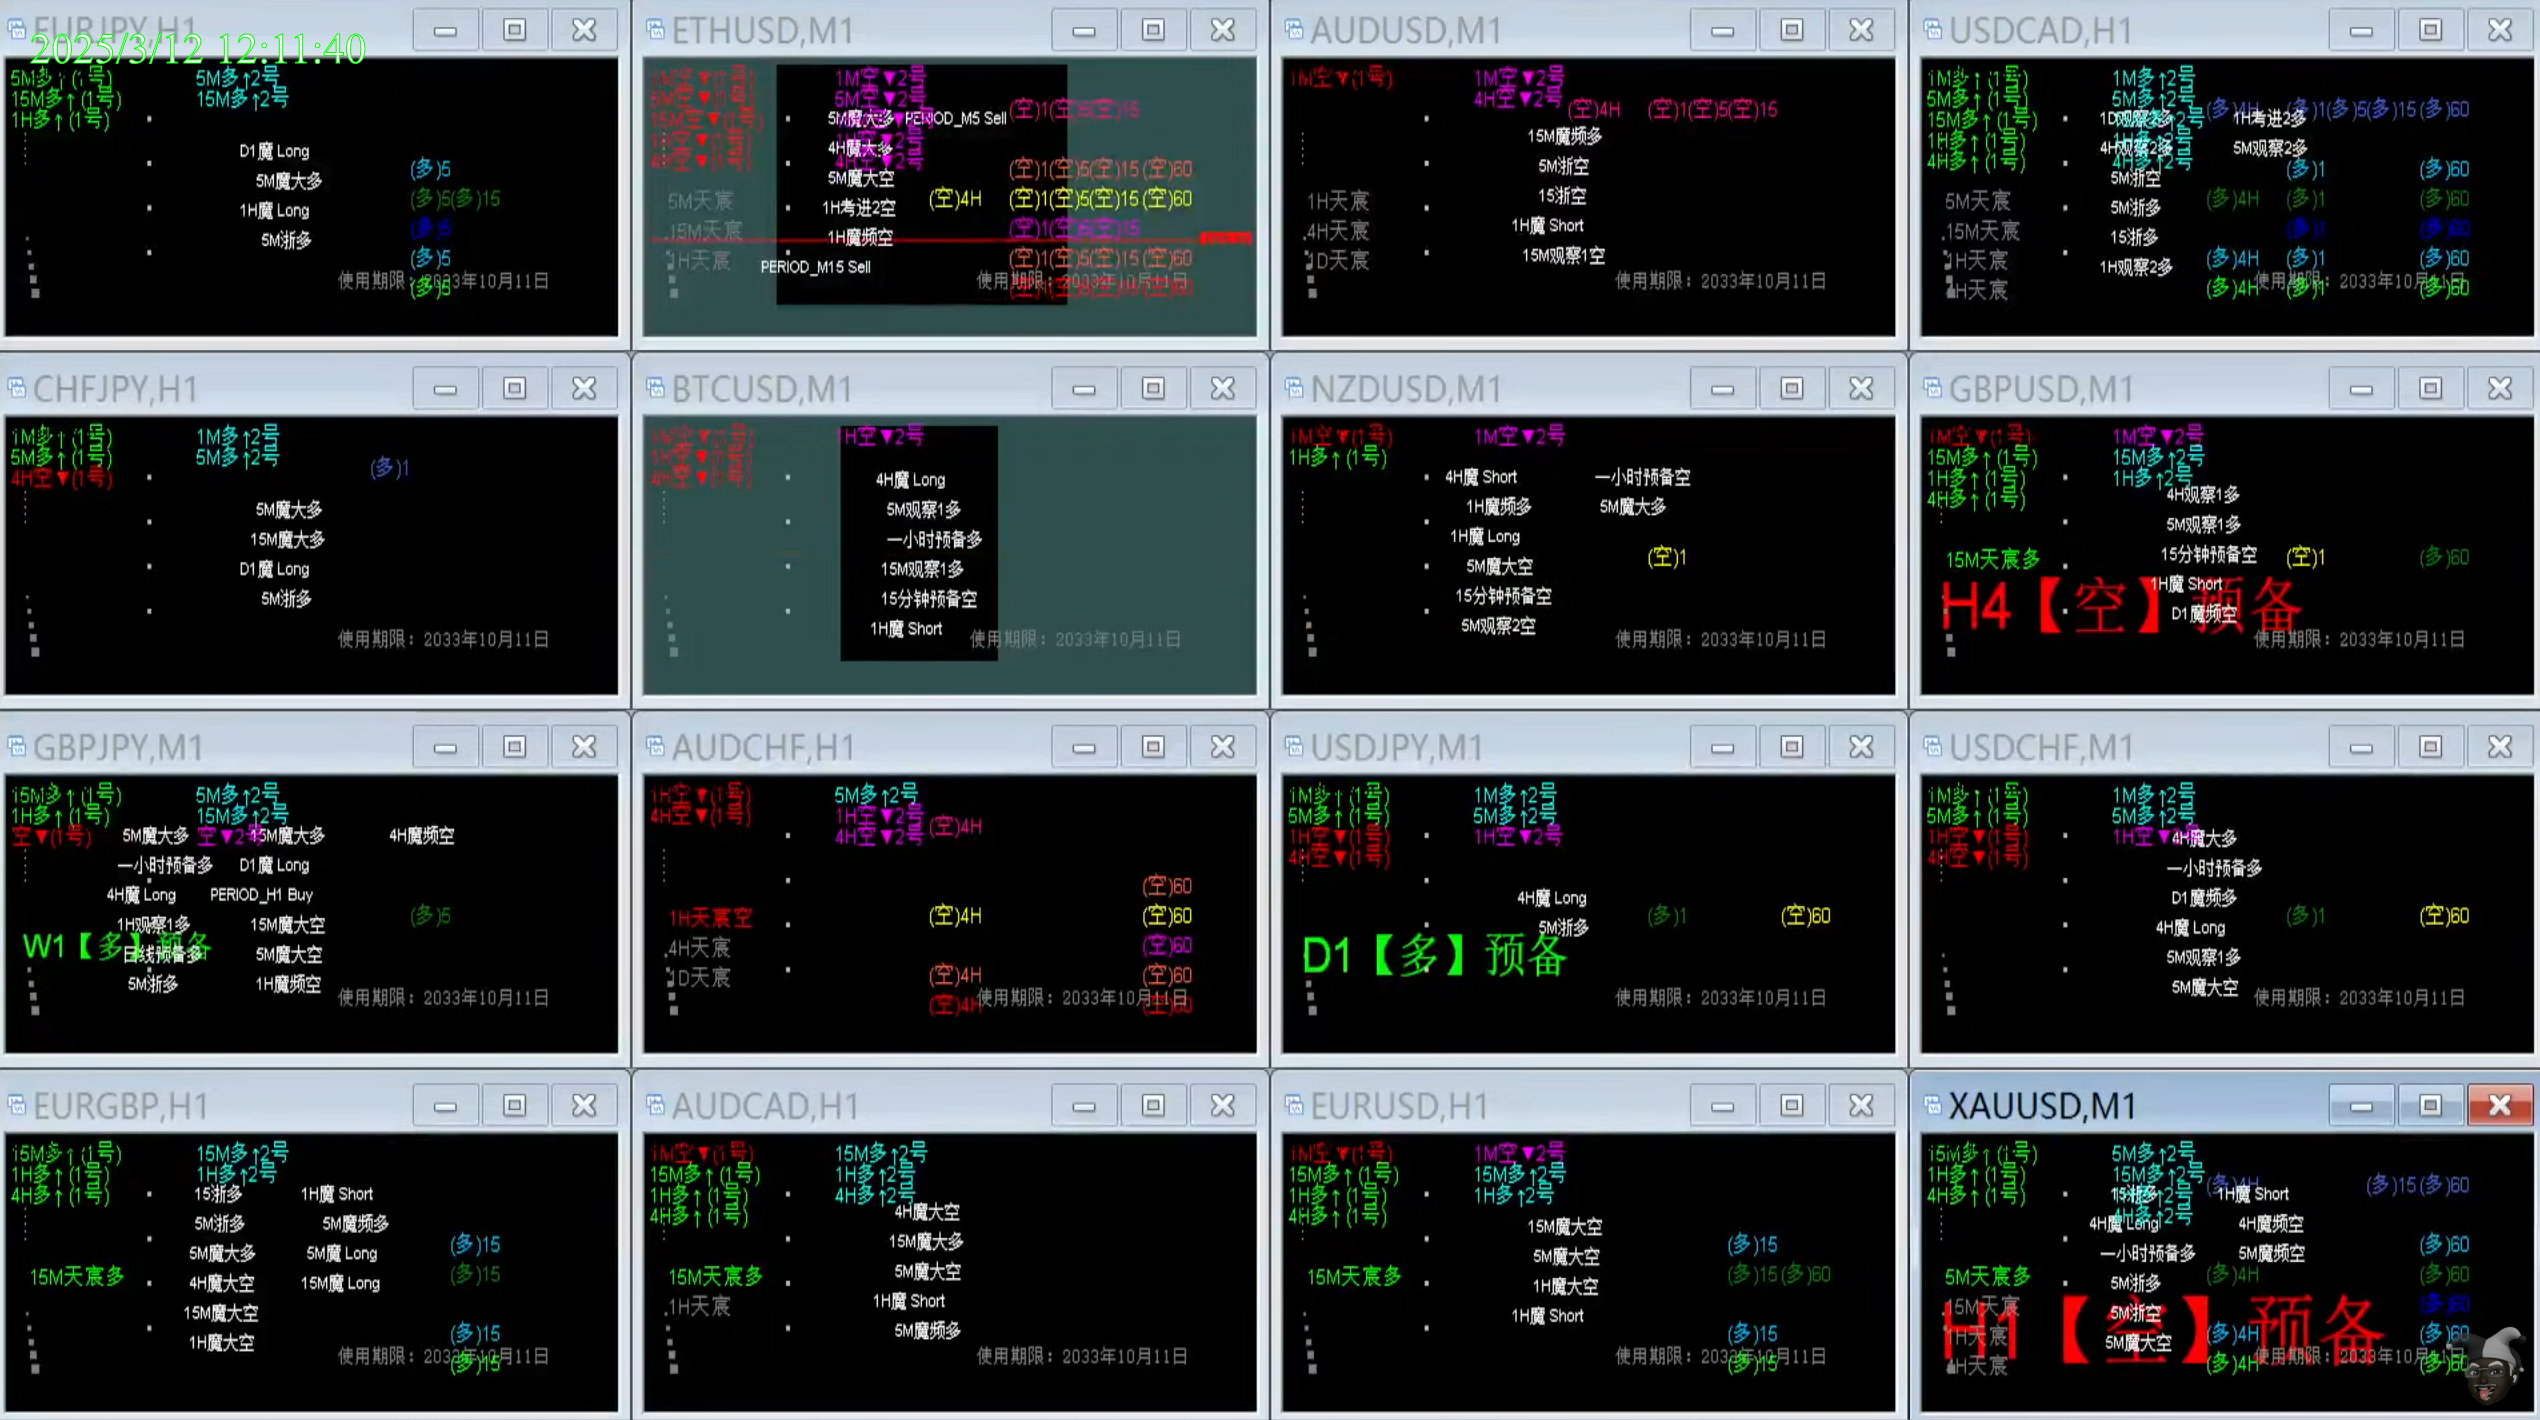 EURJPY,H1
2025/3/12 12:11:40
5M多↑(1号) 5M多↑2号
15M多↑(1号) 15M多↑2号
1H多↑(1号)
D1魔 Long
(多)5
5M魔大多
(多)5(多)15
1H魔 Long
(多)5
5M浙多
(多)5
使用期限：2033年10月11日
(多)5
ETHUSD,M1
1M空▼(1号) 1M空▼2号
5M空▼(1号) 5M空▼2号
15M空▼(1号)
5M魔大多 PERIOD_M5 Sell
(空)1(空)5(空)15
4H魔大多
4H空▼(1号) 4H空▼2号
(空)1(空)5(空)15(空)60
5M魔大空
5M天宸 1H考进2空 (空)4H (空)1(空)5(空)15(空)60
15M天宸 1H魔频空 (空)1(空)5(空)15
1H天宸 PERIOD_M15 Sell (空)1(空)5(空)15(空)60
AUDUSD,M1
1M空▼(1号) 1M空▼2号
4H空▼2号 (空)4H (空)1(空)5(空)15
15M魔频多
5M浙空
1H天宸 15浙空
4H天宸 1H魔 Short
1D天宸 15M观察1空
使用期限：2033年10月11日
USDCAD,H1
1M多↑(1号) 1M多↑2号
5M多↑(1号) 5M多↑2号
(多)4H (多)1(多)5(多)15(多)60
15M多↑(1号) 1H考进2多
1H多↑(1号)
4H观察2多 5M观察2多
4H多↑(1号) 4H多↑2号
(多)1 (多)60
5M浙空
5M天宸 5M浙多 (多)4H (多)1
15M天宸 15浙多 (多)1 (多)60
1H天宸 1H观察2多 (多)4H (多)1 (多)60
4H天宸 (多)4H (多)1 (多)60
CHFJPY,H1
1M多↑(1号) 1M多↑2号
5M多↑(1号) 5M多↑2号
4H空▼(1号) (多)1
5M魔大多
15M魔大多
D1魔 Long
5M浙多
使用期限：2033年10月11日
BTCUSD,M1
1M空▼(1号) 1H空▼2号
1H空▼(1号)
4H空▼(1号)
4H魔 Long
5M观察1多
一小时预备多
15M观察1多
15分钟预备空
1H魔 Short
使用期限：2033年10月11日
NZDUSD,M1
1M空▼(1号) 1M空▼2号
1H多↑(1号)
4H魔 Short 一小时预备空
1H魔频多 5M魔大多
1H魔 Long
(空)1
5M魔大空
15分钟预备空
5M观察2空
使用期限：2033年10月11日
GBPUSD,M1
1M空▼(1号) 1M空▼2号
15M多↑(1号) 15M多↑2号
1H多↑(1号) 1H多↑2号
4H多↑(1号) 4H观察1多
5M观察1多
15M天宸多 15分钟预备空 (空)1 (多)60
1H魔 Short
H4【空】预备
D1魔频空
使用期限：2033年10月11日
GBPJPY,M1
15M多↑(1号) 5M多↑2号
1H多↑(1号) 15M多↑2号
空▼(1号) 5M魔大多 空▼2号 15M魔大多 4H魔频空
一小时预备多 D1魔 Long
4H魔 Long PERIOD_H1 Buy
1H观察1多 15M魔大空 (多)5
W1【多】预备
日线预备多 5M魔大空
5M浙多 1H魔频空
使用期限：2033年10月11日
AUDCHF,H1
1H空▼(1号) 5M多↑2号
4H空▼(1号) 1H空▼2号
4H空▼2号 (空)4H
(空)60
1H天宸空 (空)4H (空)60
4H天宸 (空)60
1D天宸 (空)4H (空)60
使用期限：2033年10月11日
(空)4H (空)60
USDJPY,M1
1M多↑(1号) 1M多↑2号
5M多↑(1号) 5M多↑2号
1H空▼(1号) 1H空▼2号
4H空▼(1号)
4H魔 Long
(多)1 (空)60
5M浙多
D1【多】预备
使用期限：2033年10月11日
USDCHF,M1
1M多↑(1号) 1M多↑2号
5M多↑(1号) 5M多↑2号
1H空▼(1号) 1H空▼ 4H魔大多
4H空▼(1号)
一小时预备多
D1魔频多
(多)1 (空)60
4H魔 Long
5M观察1多
5M魔大空
使用期限：2033年10月11日
EURGBP,H1
15M多↑(1号) 15M多↑2号
1H多↑(1号) 1H多↑2号
4H多↑(1号) 15浙多 1H魔 Short
5M浙多 5M魔频多
5M魔大多 5M魔 Long (多)15
15M天宸多 4H魔大空 15M魔 Long (多)15
15M魔大空
1H魔大空 (多)15
使用期限：2033年10月11日
(多)15
AUDCAD,H1
1M空▼(1号) 15M多↑2号
15M多↑(1号) 1H多↑2号
1H多↑(1号) 4H多↑2号
4H多↑(1号) 4H魔大空
15M魔大多
15M天宸多 5M魔大空
1H天宸 1H魔 Short
5M魔频多
使用期限：2033年10月11日
EURUSD,H1
1M空▼(1号) 1M空▼2号
15M多↑(1号) 15M多↑2号
1H多↑(1号) 1H多↑2号
4H多↑(1号)
15M魔大空
5M魔大空 (多)15
15M天宸多 1H魔大空 (多)15(多)60
1H魔 Short
(多)15
使用期限：2033年10月11日
(多)15
XAUUSD,M1
15M多↑(1号) 5M多↑2号
1H多↑(1号) 15M多↑2号
(多)4H (多)15(多)60
4H多↑(1号) 15浙多 1H魔 Short
4H多↑2号
4H魔 Long 4H魔频空
一小时预备多 5M魔频空 (多)60
5M天宸多 5M浙多 (多)4H (多)60
15M天宸 5M浙空 (多)60
H1【空】预备
1H天宸 5M魔大空 (多)4H (多)60
4H天宸 (多)4H (多)60